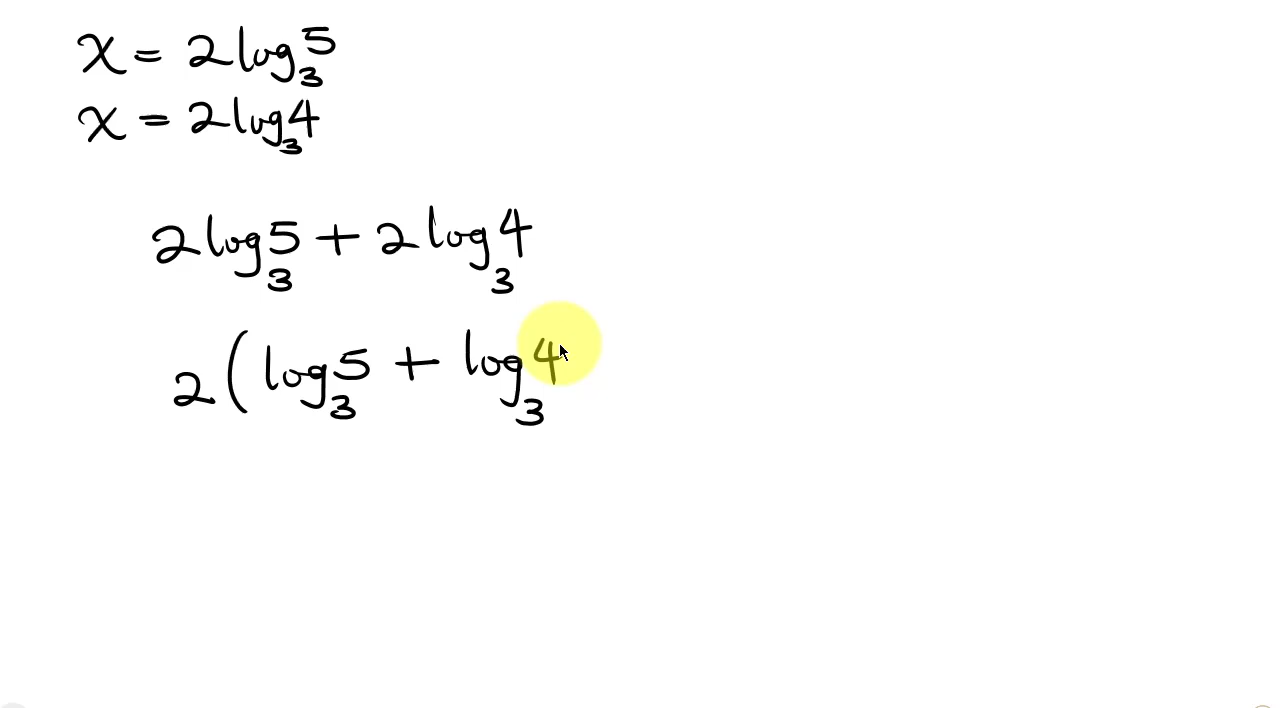 x = 2log₃5
x = 2log₃4
2log₃5 + 2log₃4
2(log₃5 + log₃4